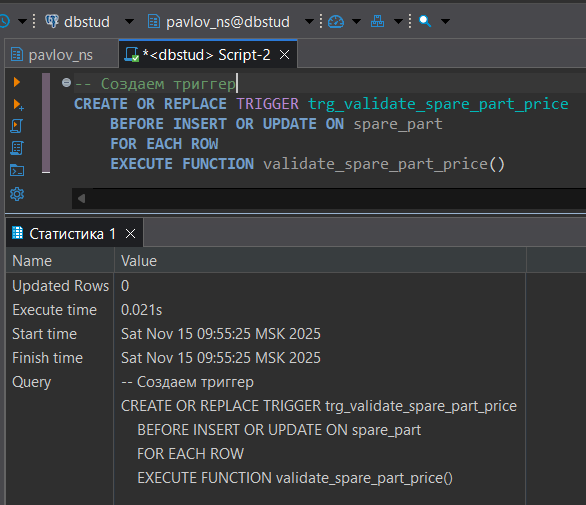 dbstud pavlov_ns@dbstud
pavlov_ns *<dbstud> Script-2
-- Создаем триггер
CREATE OR REPLACE TRIGGER trg_validate_spare_part_price
BEFORE INSERT OR UPDATE ON spare_part
FOR EACH ROW
EXECUTE FUNCTION validate_spare_part_price()
Статистика 1
Name Value
Updated Rows 0
Execute time 0.021s
Start time Sat Nov 15 09:55:25 MSK 2025
Finish time Sat Nov 15 09:55:25 MSK 2025
Query -- Создаем триггер
CREATE OR REPLACE TRIGGER trg_validate_spare_part_price
BEFORE INSERT OR UPDATE ON spare_part
FOR EACH ROW
EXECUTE FUNCTION validate_spare_part_price()